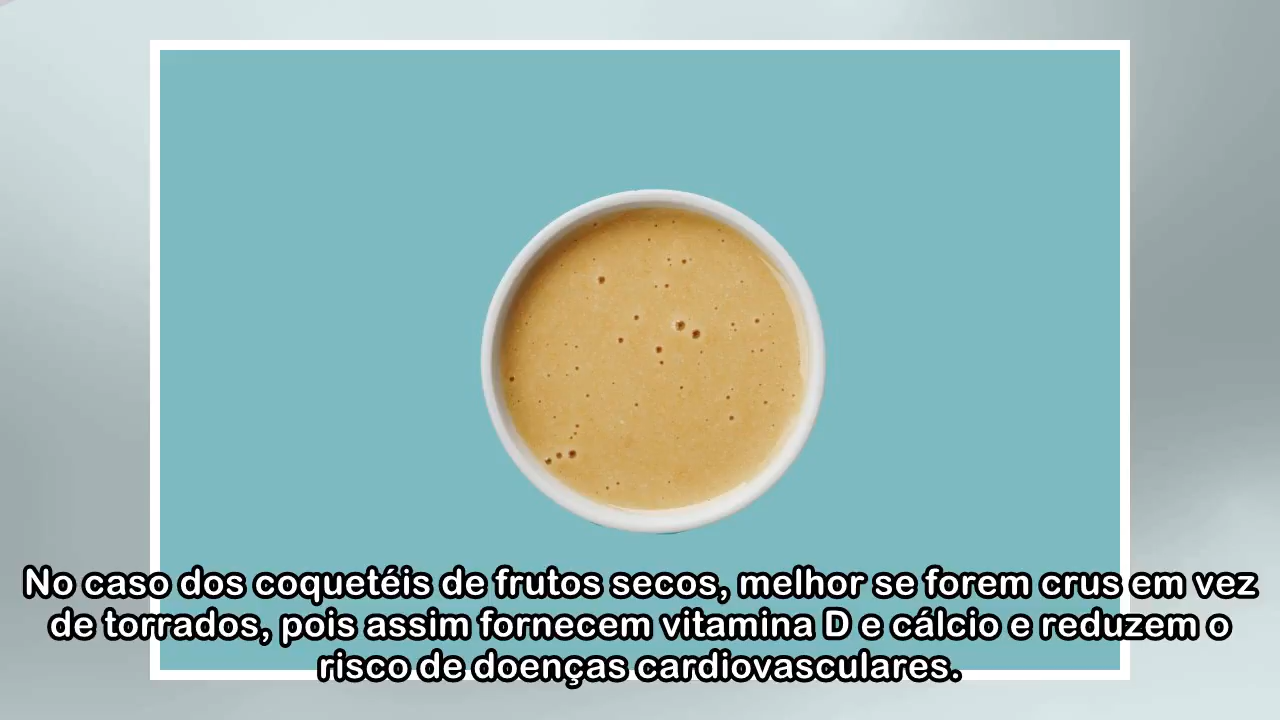 No caso dos coquetéis de frutos secos, melhor se forem crus em vez
de torrados, pois assim fornecem vitamina D e cálcio e reduzem o
risco de doenças cardiovasculares.